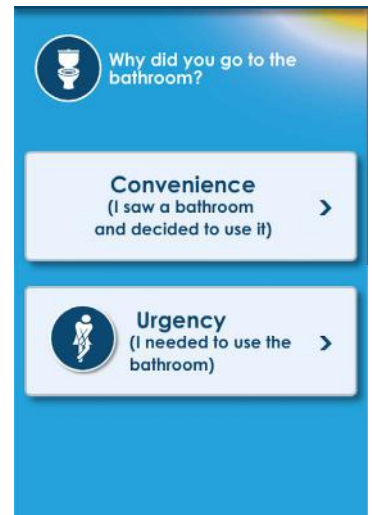 Why did you go to the
bathroom?
Convenience
(I saw a bathroom
and decided to use it)
Urgency
(I needed to use the
bathroom)